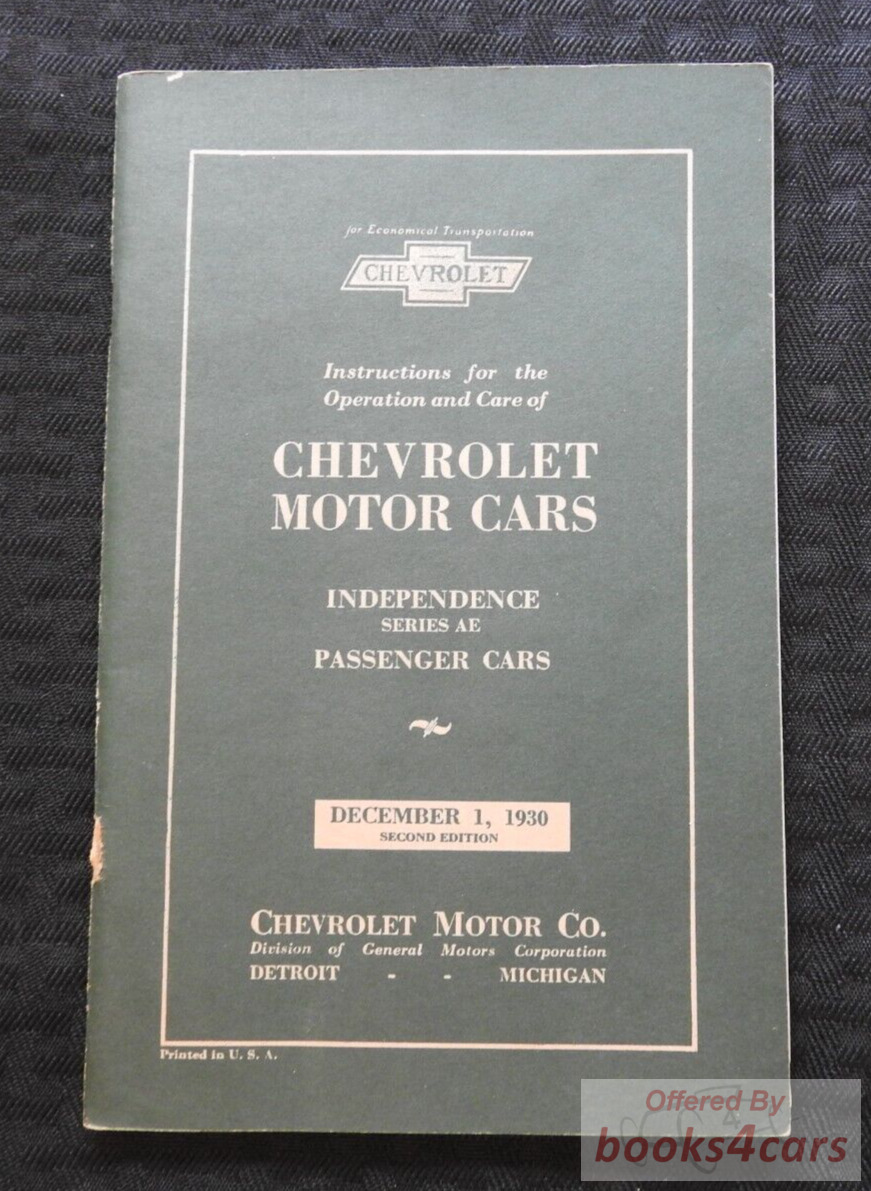 for Economical Transportation
CHEVROLET
Instructions for the
Operation and Care of
CHEVROLET
MOTOR CARS
INDEPENDENCE
SERIES AE
PASSENGER CARS
DECEMBER 1, 1930
SECOND EDITION
CHEVROLET MOTOR CO.
Division of General Motors Corporation
DETROIT - - MICHIGAN
Printed in U. S. A.
Offered By
books4cars